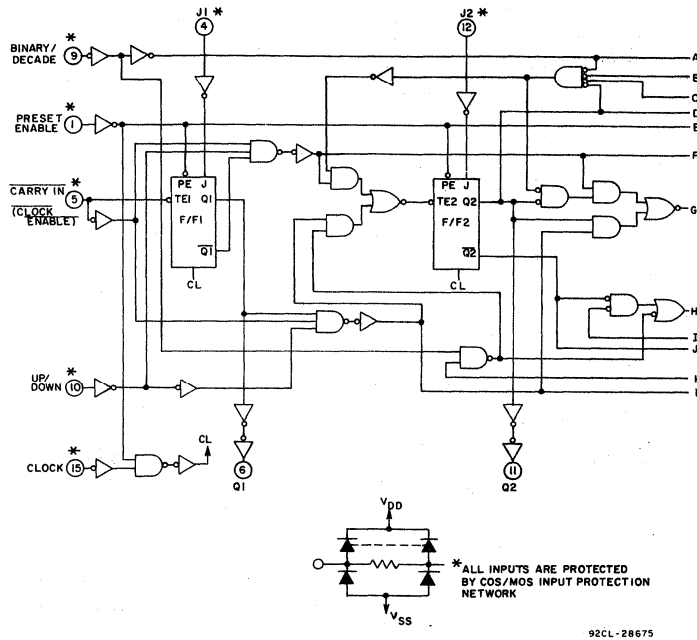 J1 *
4
J2 *
12
*
BINARY/
DECADE
9
A
B
C
D
*
PRESET
ENABLE
1
E
F
*
CARRY IN
5
(CLOCK
ENABLE)
PE J
TE1 Q1
F/F1
Q1
CL
PE J
TE2 Q2
F/F2
Q2
CL
G
H
I
J
*
UP/
DOWN
10
*
CLOCK
15
CL
6
Q1
11
Q2
VDD
VSS
* ALL INPUTS ARE PROTECTED
BY COS/MOS INPUT PROTECTION
NETWORK
92CL-28675